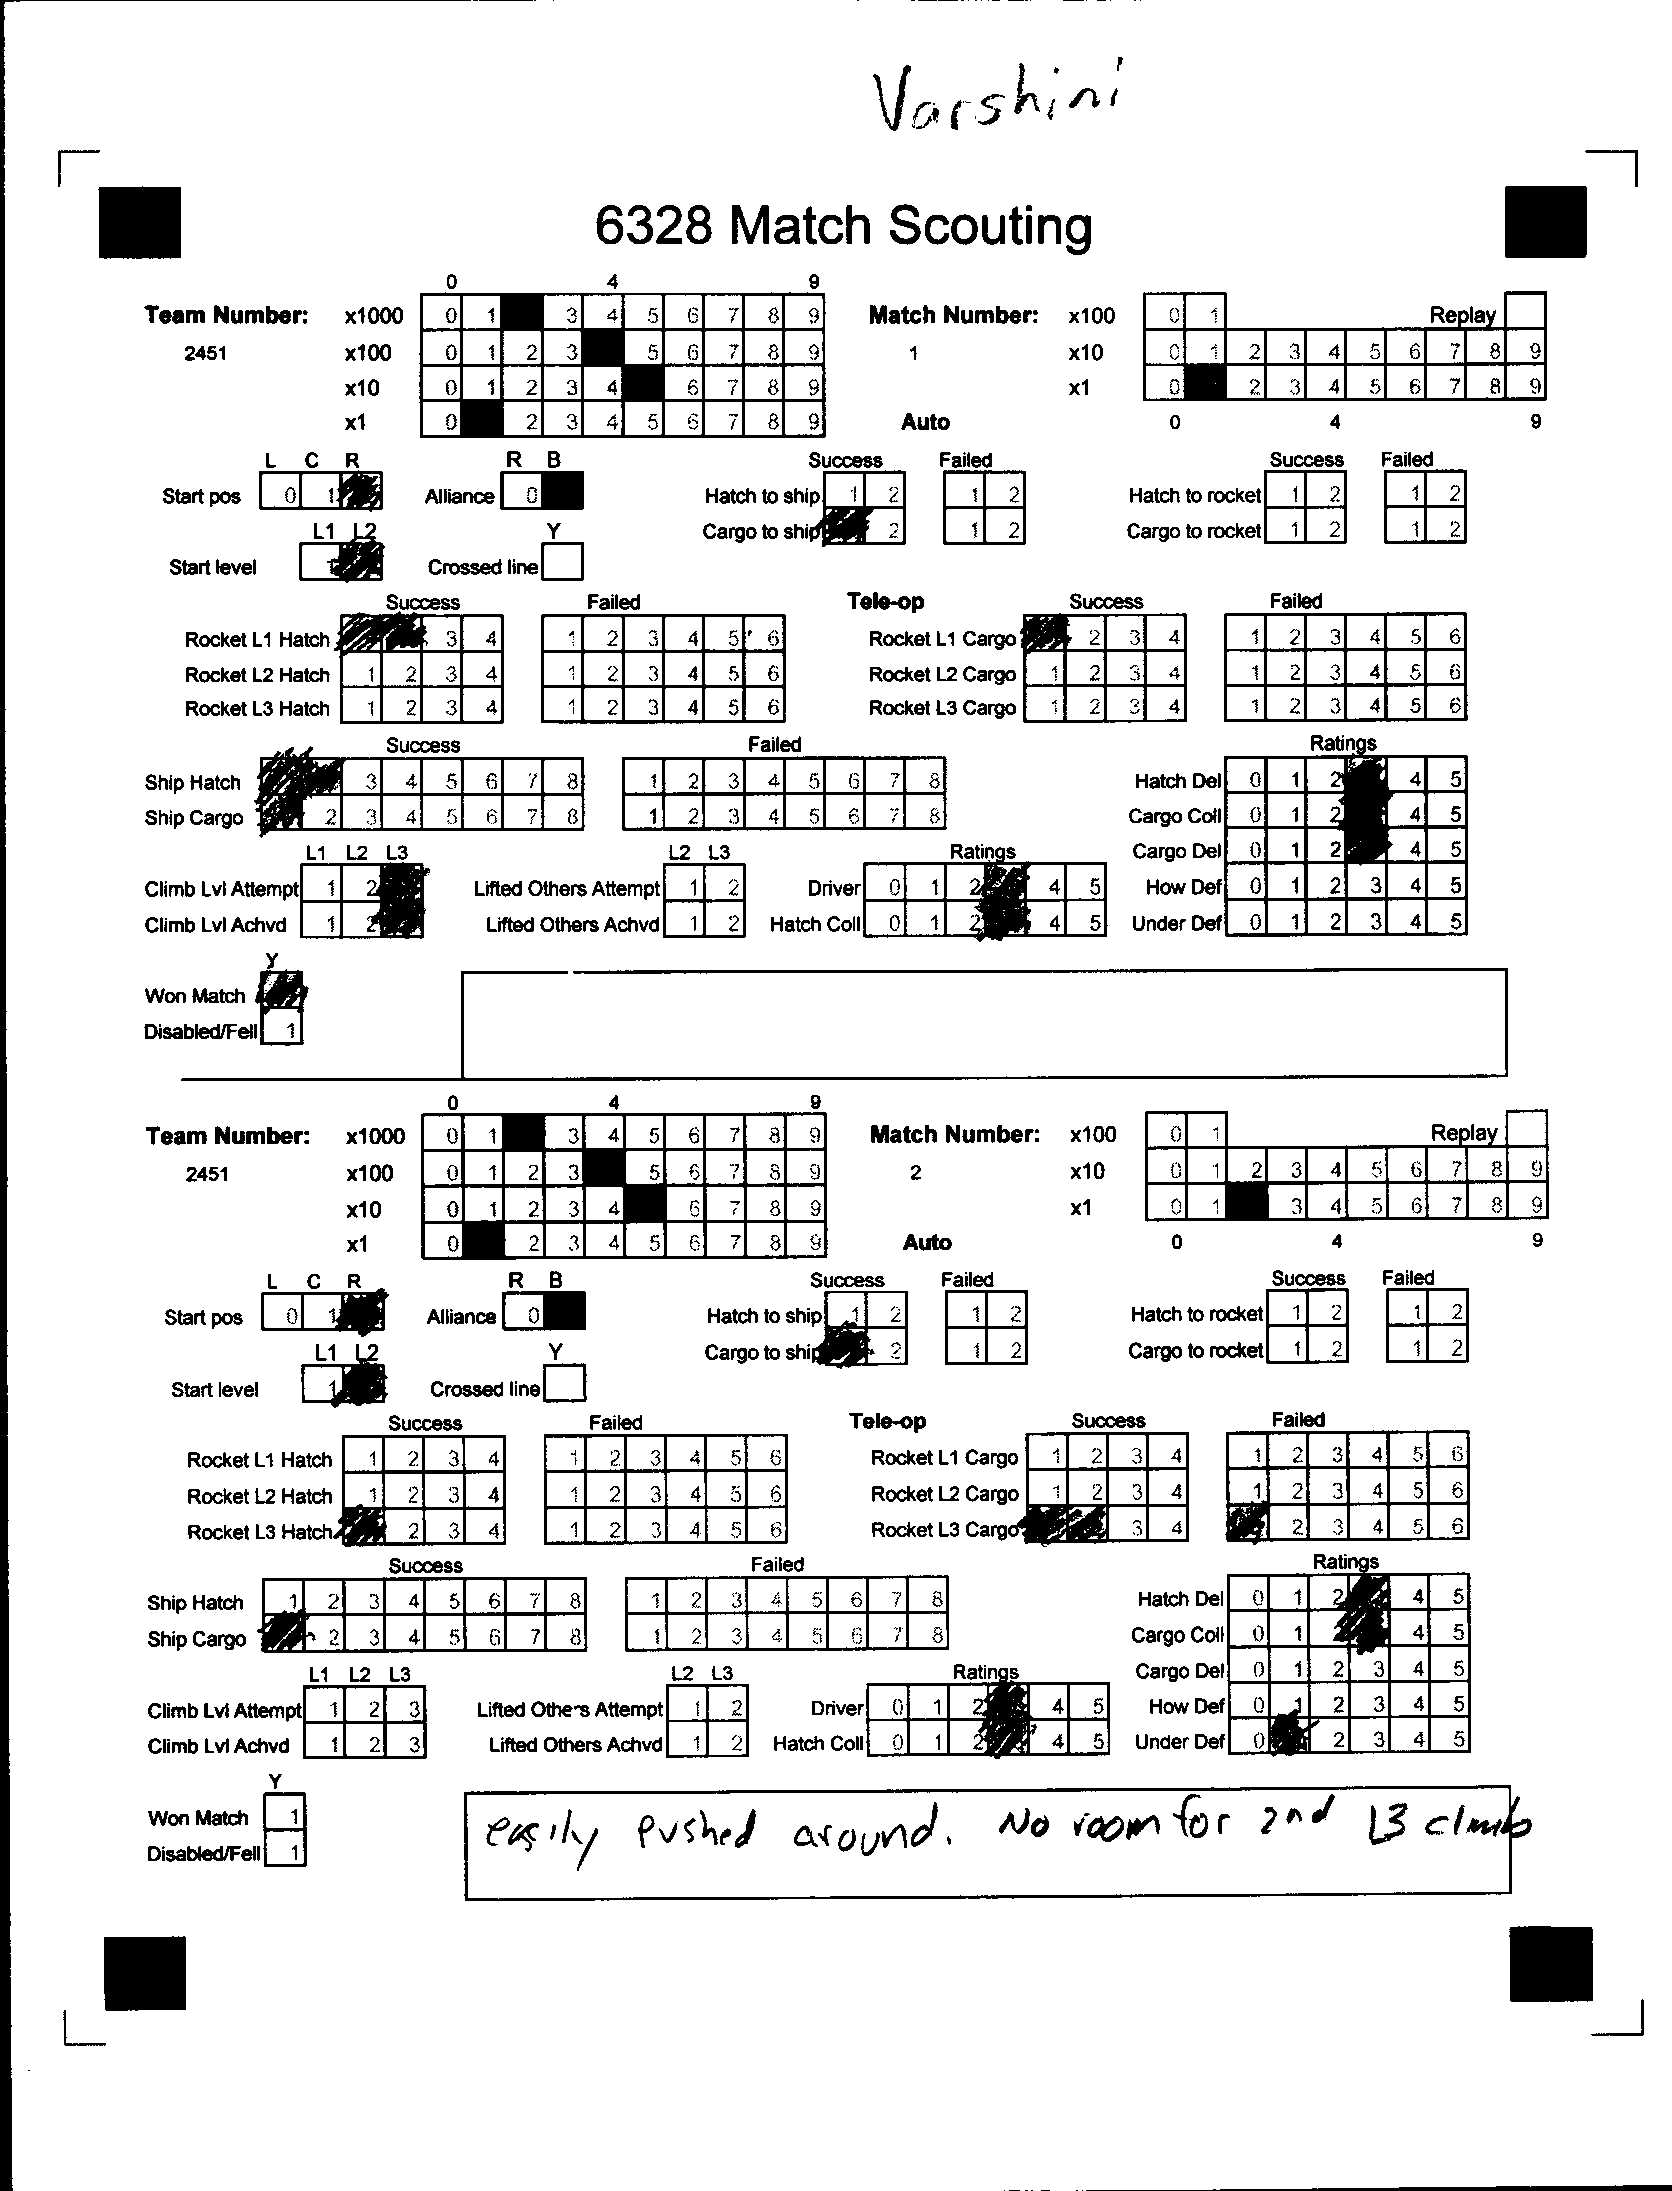 Varshini
6328 Match Scouting
0 4 9
Team Number: x1000 0 1 3 4 5 6 7 8 9 Match Number: x100 0 1 Replay
2451 x100 0 1 2 3 5 6 7 8 9 1 x10 0 1 2 3 4 5 6 7 8 9
x10 0 1 2 3 4 6 7 8 9 x1 0 2 3 4 5 6 7 8 9
x1 0 2 3 4 5 6 7 8 9 Auto 0 4 9
L C R R B Success Failed Success Failed
Start pos 0 1 Alliance 0 Hatch to ship 1 2 1 2 Hatch to rocket 1 2 1 2
L1 L2 Y Cargo to ship 2 1 2 Cargo to rocket 1 2 1 2
Start level 1 Crossed line
Success Failed Tele-op Success Failed
Rocket L1 Hatch 3 4 1 2 3 4 5 6 Rocket L1 Cargo 2 3 4 1 2 3 4 5 6
Rocket L2 Hatch 1 2 3 4 1 2 3 4 5 6 Rocket L2 Cargo 1 2 3 4 1 2 3 4 5 6
Rocket L3 Hatch 1 2 3 4 1 2 3 4 5 6 Rocket L3 Cargo 1 2 3 4 1 2 3 4 5 6
Success Failed Ratings
Ship Hatch 3 4 5 6 7 8 1 2 3 4 5 6 7 8 Hatch Del 0 1 2 4 5
Ship Cargo 2 3 4 5 6 7 8 1 2 3 4 5 6 7 8 Cargo Coll 0 1 2 4 5
L1 L2 L3 L2 L3 Ratings Cargo Del 0 1 2 4 5
Climb Lvl Attempt 1 2 Lifted Others Attempt 1 2 Driver 0 1 2 4 5 How Def 0 1 2 3 4 5
Climb Lvl Achvd 1 2 Lifted Others Achvd 1 2 Hatch Coll 0 1 2 4 5 Under Def 0 1 2 3 4 5
Y
Won Match
Disabled/Fell 1
0 4 9
Team Number: x1000 0 1 3 4 5 6 7 8 9 Match Number: x100 0 1 Replay
2451 x100 0 1 2 3 5 6 7 8 9 2 x10 0 1 2 3 4 5 6 7 8 9
x10 0 1 2 3 4 6 7 8 9 x1 0 1 3 4 5 6 7 8 9
x1 0 2 3 4 5 6 7 8 9 Auto 0 4 9
L C R R B Success Failed Success Failed
Start pos 0 1 Alliance 0 Hatch to ship 1 2 1 2 Hatch to rocket 1 2 1 2
L1 L2 Y Cargo to ship 2 1 2 Cargo to rocket 1 2 1 2
Start level 1 Crossed line
Success Failed Tele-op Success Failed
Rocket L1 Hatch 1 2 3 4 1 2 3 4 5 6 Rocket L1 Cargo 1 2 3 4 1 2 3 4 5 6
Rocket L2 Hatch 1 2 3 4 1 2 3 4 5 6 Rocket L2 Cargo 1 2 3 4 1 2 3 4 5 6
Rocket L3 Hatch 2 3 4 1 2 3 4 5 6 Rocket L3 Cargo 3 4 2 3 4 5 6
Success Failed Ratings
Ship Hatch 1 2 3 4 5 6 7 8 1 2 3 4 5 6 7 8 Hatch Del 0 1 2 4 5
Ship Cargo 2 3 4 5 6 7 8 1 2 3 4 5 6 7 8 Cargo Coll 0 1 4 5
L1 L2 L3 L2 L3 Ratings Cargo Del 0 1 2 3 4 5
Climb Lvl Attempt 1 2 3 Lifted Others Attempt 1 2 Driver 0 1 2 4 5 How Def 0 1 2 3 4 5
Climb Lvl Achvd 1 2 3 Lifted Others Achvd 1 2 Hatch Coll 0 1 2 4 5 Under Def 0 2 3 4 5
Y
Won Match 1
Disabled/Fell 1
easily pushed around. No room for 2nd L3 climb